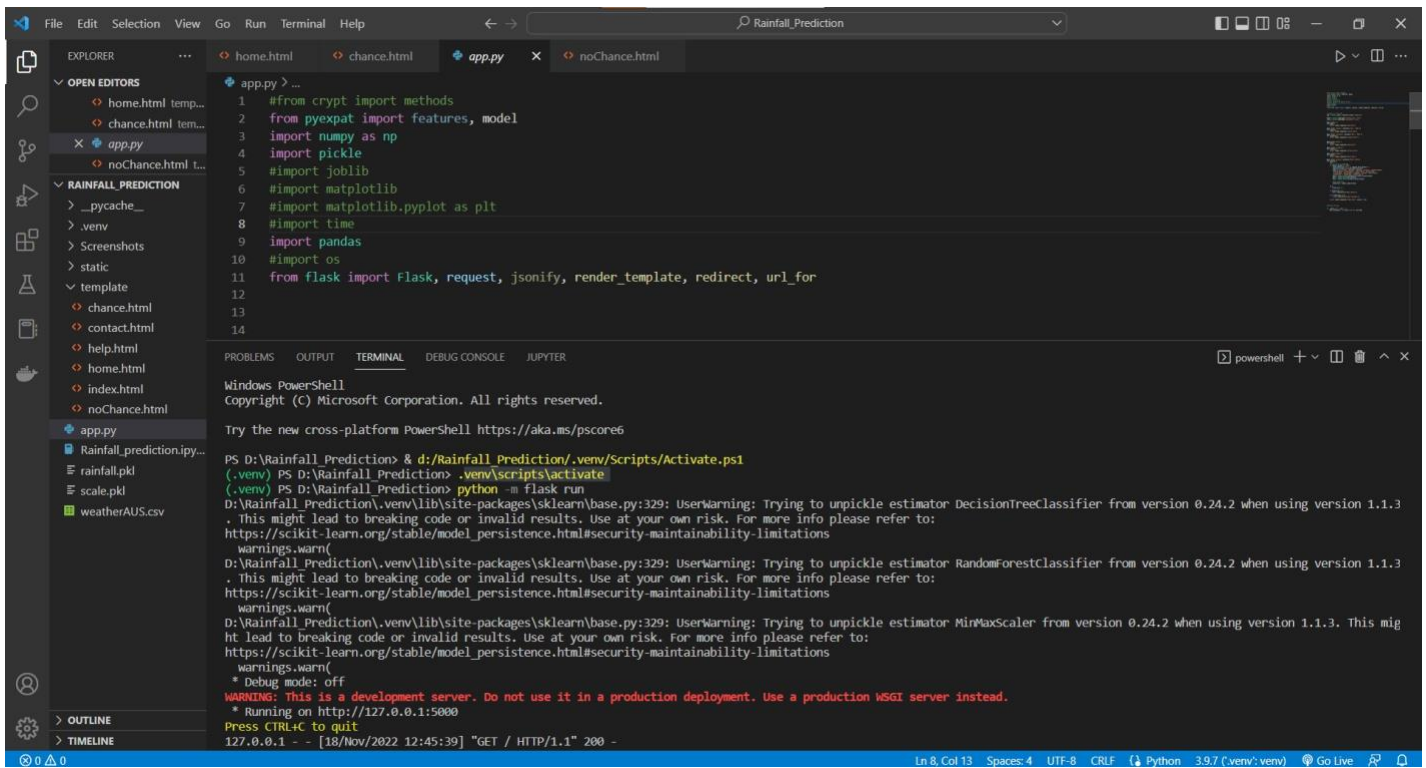 File Edit Selection View Go Run Terminal Help
Rainfall_Prediction
EXPLORER
OPEN EDITORS
home.html temp...
chance.html tem...
app.py
noChance.html t...
RAINFALL_PREDICTION
__pycache__
.venv
Screenshots
static
template
chance.html
contact.html
help.html
home.html
index.html
noChance.html
app.py
Rainfall_prediction.ipy...
rainfall.pkl
scale.pkl
weatherAUS.csv
OUTLINE
TIMELINE
home.html chance.html app.py noChance.html
app.py > ...
1 #from crypt import methods
2 from pyexpat import features, model
3 import numpy as np
4 import pickle
5 #import joblib
6 #import matplotlib
7 #import matplotlib.pyplot as plt
8 #import time
9 import pandas
10 #import os
11 from flask import Flask, request, jsonify, render_template, redirect, url_for
12
13
14
PROBLEMS OUTPUT TERMINAL DEBUG CONSOLE JUPYTER
powershell
Windows PowerShell
Copyright (C) Microsoft Corporation. All rights reserved.
Try the new cross-platform PowerShell https://aka.ms/pscore6
PS D:\Rainfall_Prediction> & d:/Rainfall_Prediction/.venv/Scripts/Activate.ps1
(.venv) PS D:\Rainfall_Prediction> .venv\scripts\activate
(.venv) PS D:\Rainfall_Prediction> python -m flask run
D:\Rainfall_Prediction\.venv\lib\site-packages\sklearn\base.py:329: UserWarning: Trying to unpickle estimator DecisionTreeClassifier from version 0.24.2 when using version 1.1.3
. This might lead to breaking code or invalid results. Use at your own risk. For more info please refer to:
https://scikit-learn.org/stable/model_persistence.html#security-maintainability-limitations
warnings.warn(
D:\Rainfall_Prediction\.venv\lib\site-packages\sklearn\base.py:329: UserWarning: Trying to unpickle estimator RandomForestClassifier from version 0.24.2 when using version 1.1.3
. This might lead to breaking code or invalid results. Use at your own risk. For more info please refer to:
https://scikit-learn.org/stable/model_persistence.html#security-maintainability-limitations
warnings.warn(
D:\Rainfall_Prediction\.venv\lib\site-packages\sklearn\base.py:329: UserWarning: Trying to unpickle estimator MinMaxScaler from version 0.24.2 when using version 1.1.3. This mig
ht lead to breaking code or invalid results. Use at your own risk. For more info please refer to:
https://scikit-learn.org/stable/model_persistence.html#security-maintainability-limitations
warnings.warn(
* Debug mode: off
WARNING: This is a development server. Do not use it in a production deployment. Use a production WSGI server instead.
* Running on http://127.0.0.1:5000
Press CTRL+C to quit
127.0.0.1 - - [18/Nov/2022 12:45:39] "GET / HTTP/1.1" 200 -
0 0 Ln 8, Col 13 Spaces: 4 UTF-8 CRLF Python 3.9.7 ('.venv': venv) Go Live